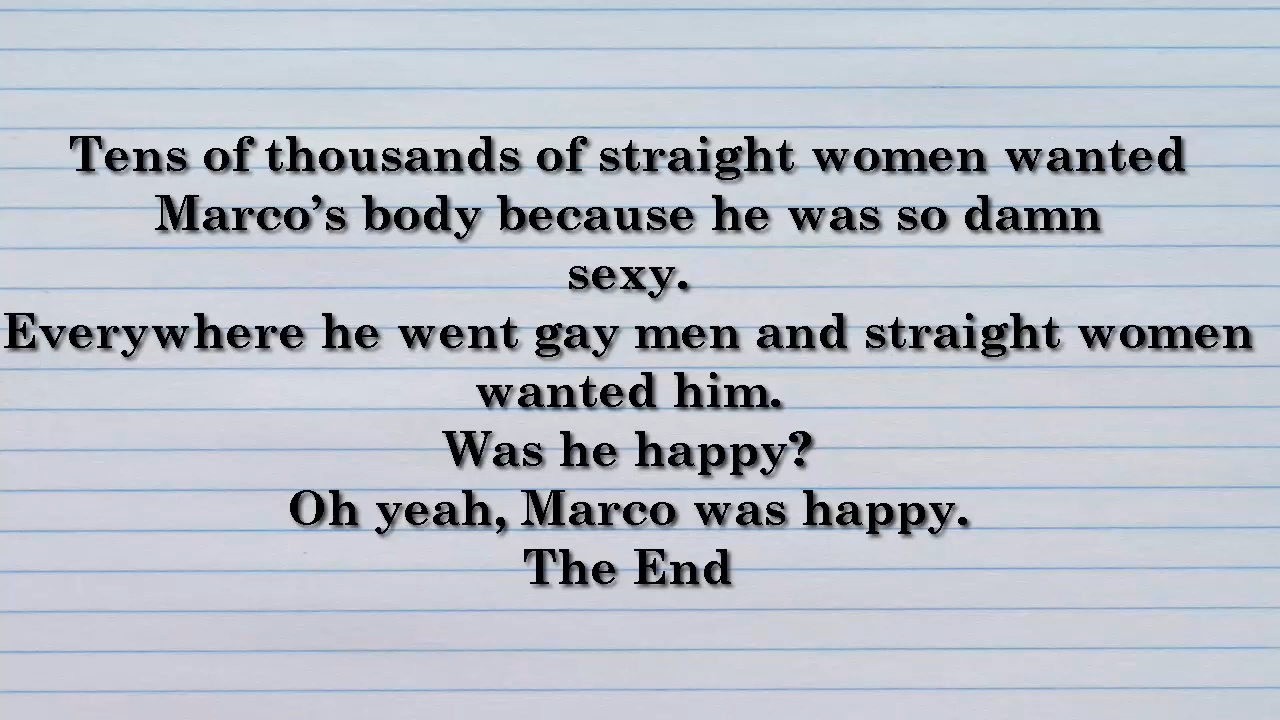 Tens of thousands of straight women wanted
Marco’s body because he was so damn
sexy.
Everywhere he went gay men and straight women
wanted him.
Was he happy?
Oh yeah, Marco was happy.
The End